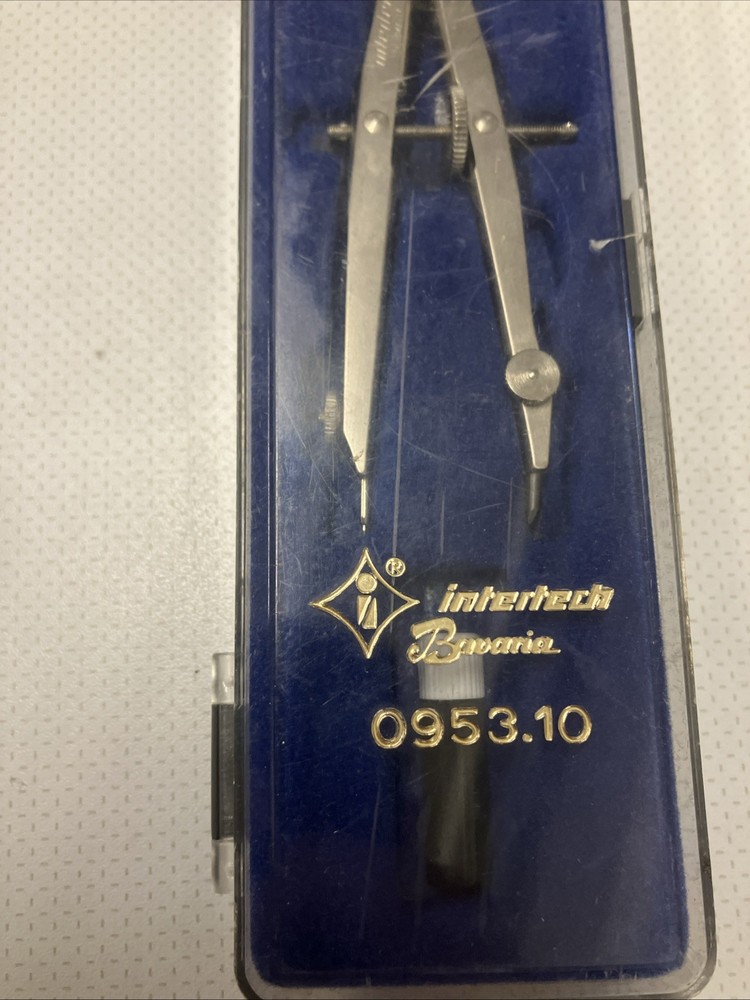 ®
intertech
Bavaria
0953.10